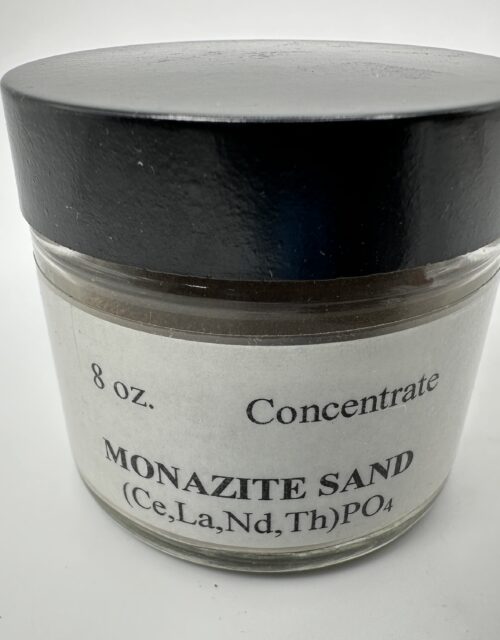 8 oz. Concentrate
MONAZITE SAND
(Ce,La,Nd,Th)PO₄